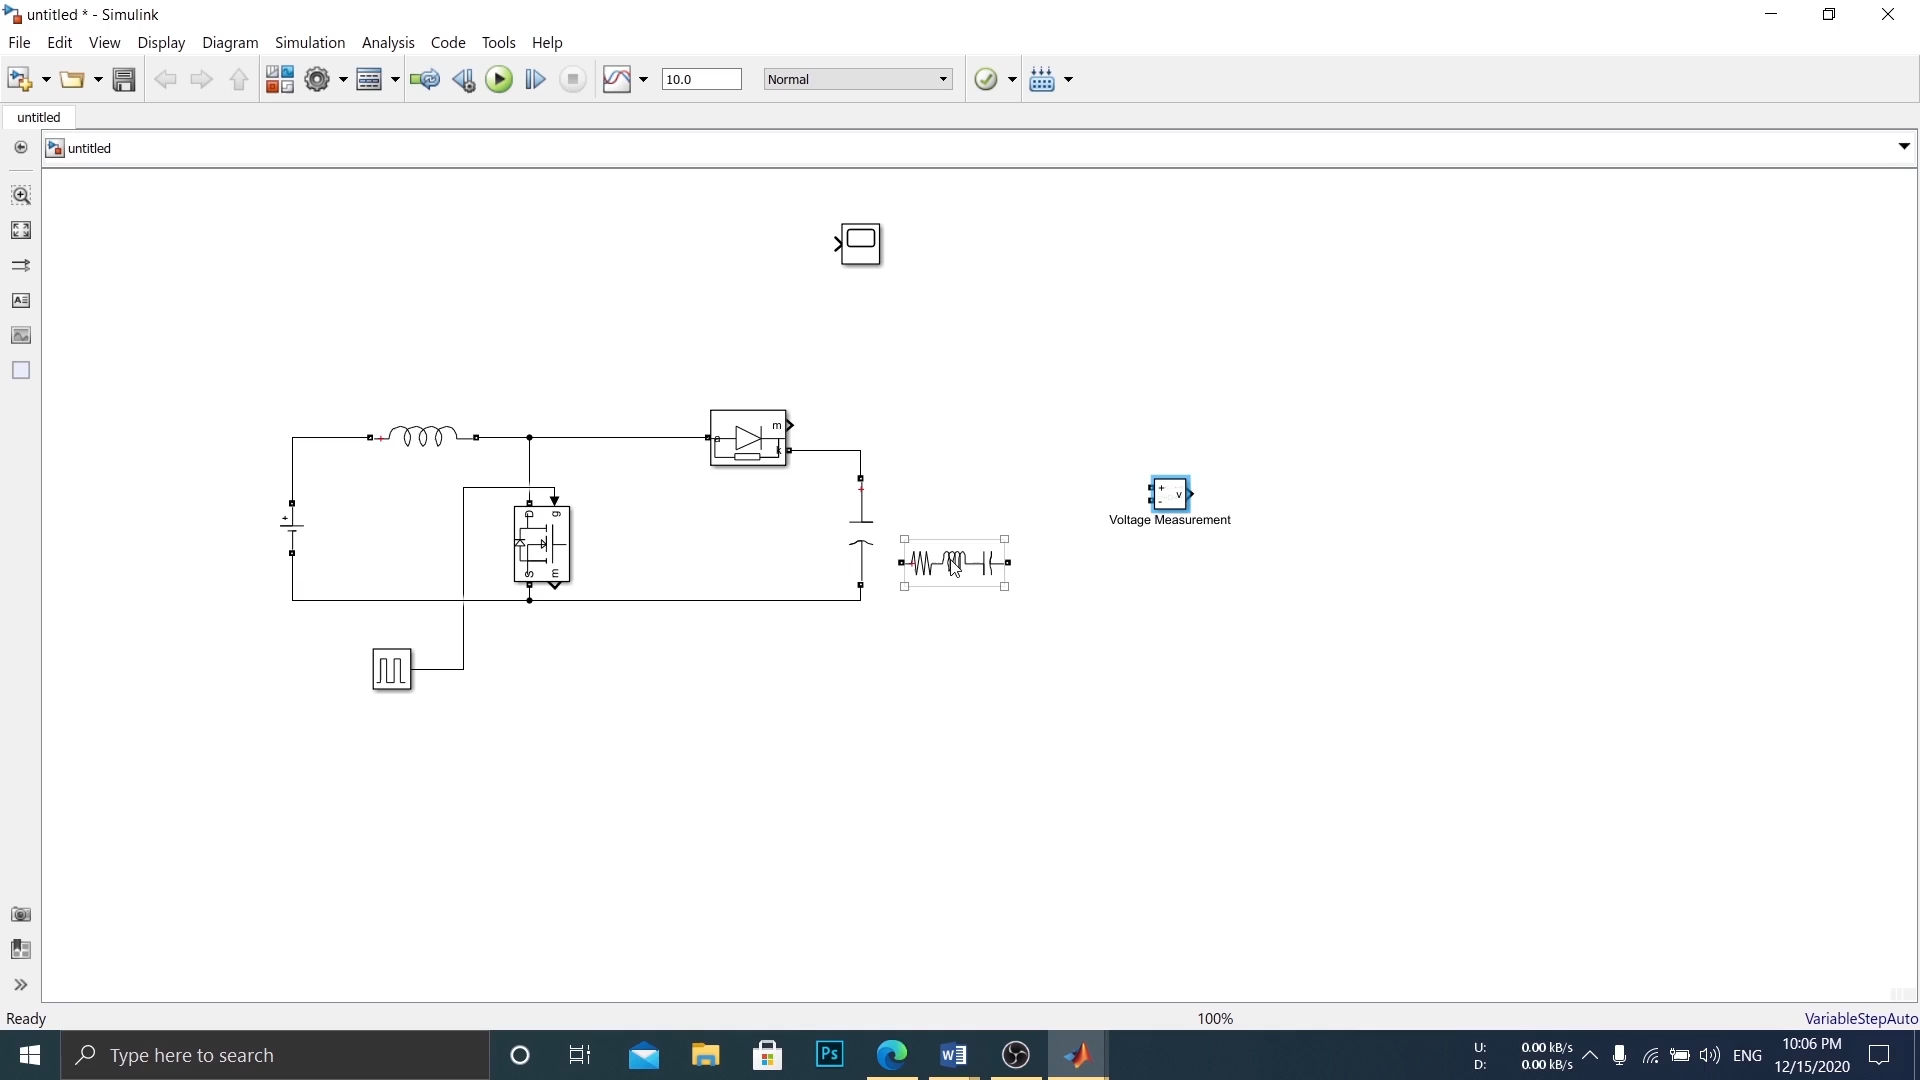 untitled * - Simulink
File Edit View Display Diagram Simulation Analysis Code Tools Help
10.0 Normal
untitled
untitled
m
a
k
+
+
+
D g
+ v
-
Voltage Measurement
+
S m
Ready 100% VariableStepAuto
Type here to search
Ps
W
U: 0.00 kB/s
D: 0.00 kB/s
ENG
10:06 PM
12/15/2020